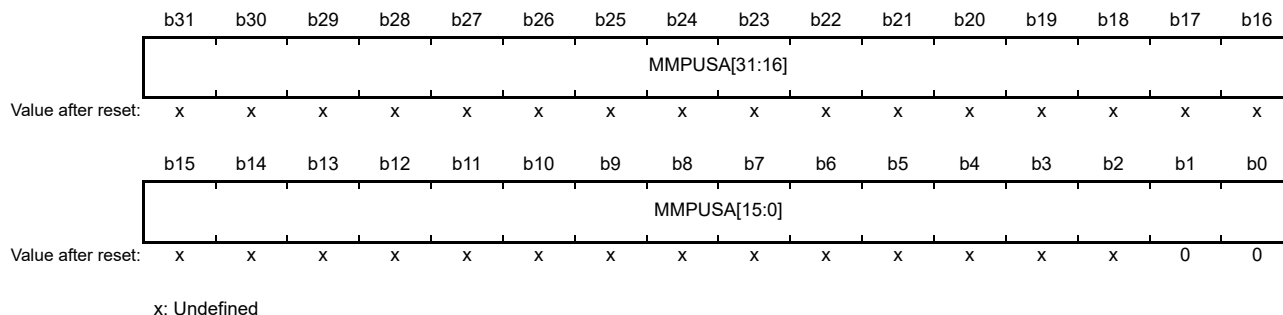 b31 b30 b29 b28 b27 b26 b25 b24 b23 b22 b21 b20 b19 b18 b17 b16
MMPUSA[31:16]
Value after reset: x x x x x x x x x x x x x x x x
b15 b14 b13 b12 b11 b10 b9 b8 b7 b6 b5 b4 b3 b2 b1 b0
MMPUSA[15:0]
Value after reset: x x x x x x x x x x x x x x 0 0
x: Undefined